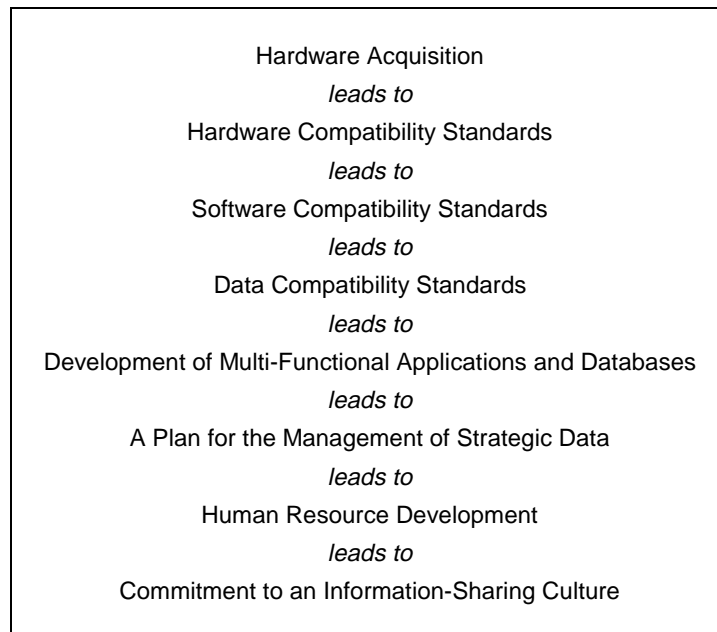 Hardware Acquisition
leads to
Hardware Compatibility Standards
leads to
Software Compatibility Standards
leads to
Data Compatibility Standards
leads to
Development of Multi-Functional Applications and Databases
leads to
A Plan for the Management of Strategic Data
leads to
Human Resource Development
leads to
Commitment to an Information-Sharing Culture